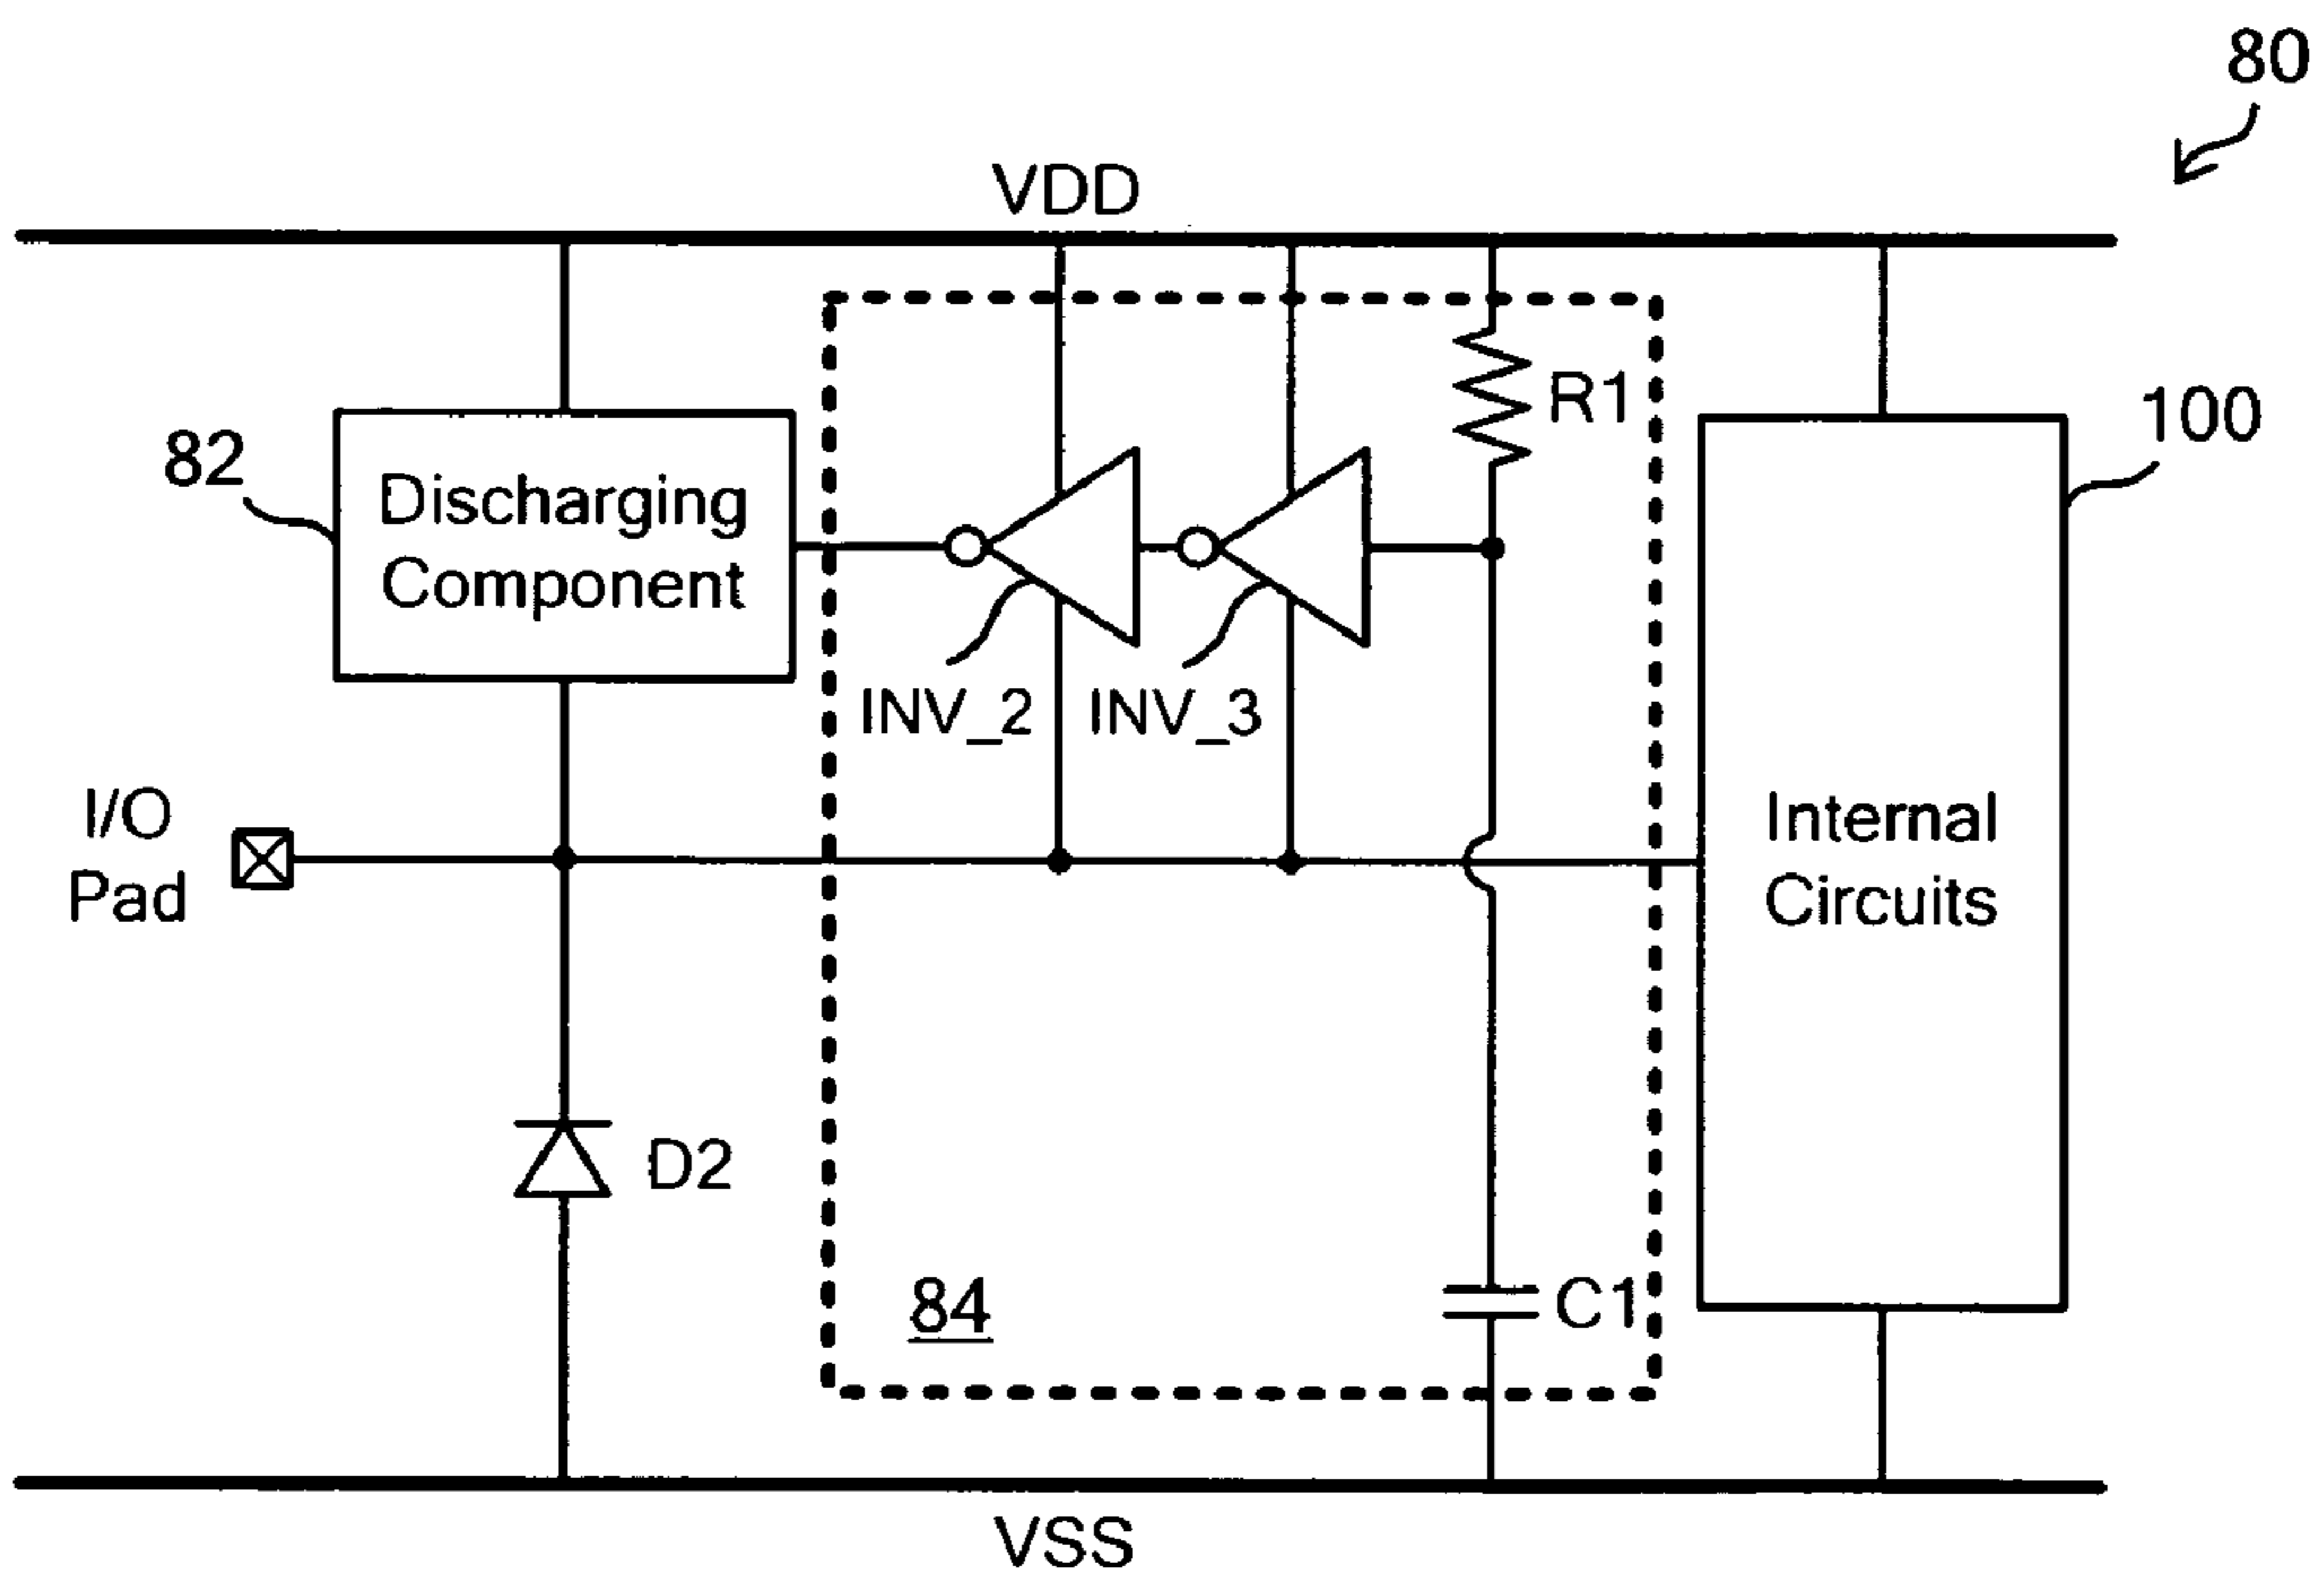 80
VDD
R1
100
82
Discharging
Component
INV_2
INV_3
I/O
Pad
Internal
Circuits
D2
84
C1
VSS